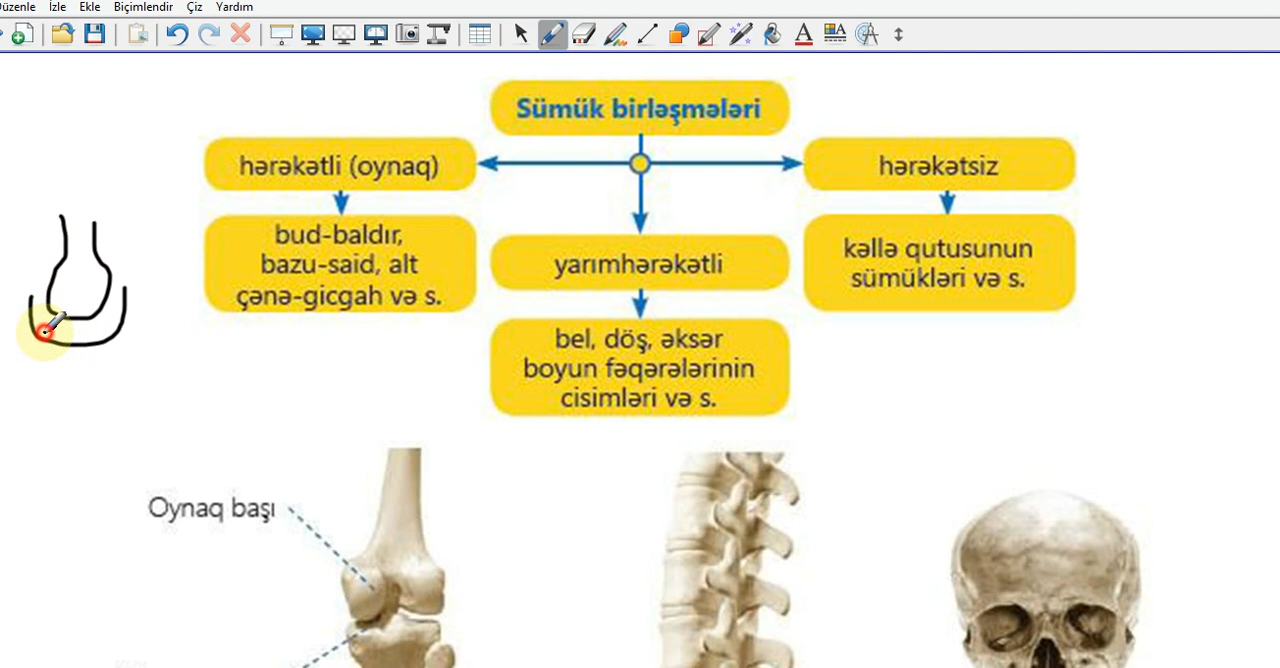 Düzenle İzle Ekle Biçimlendir Çiz Yardım
Sümük birləşmələri
hərəkətli (oynaq)
hərəkətsiz
bud-baldır,
bazu-said, alt
çənə-gicgah və s.
yarımhərəkətli
kəllə qutusunun
sümükləri və s.
bel, döş, əksər
boyun fəqərələrinin
cisimləri və s.
Oynaq başı